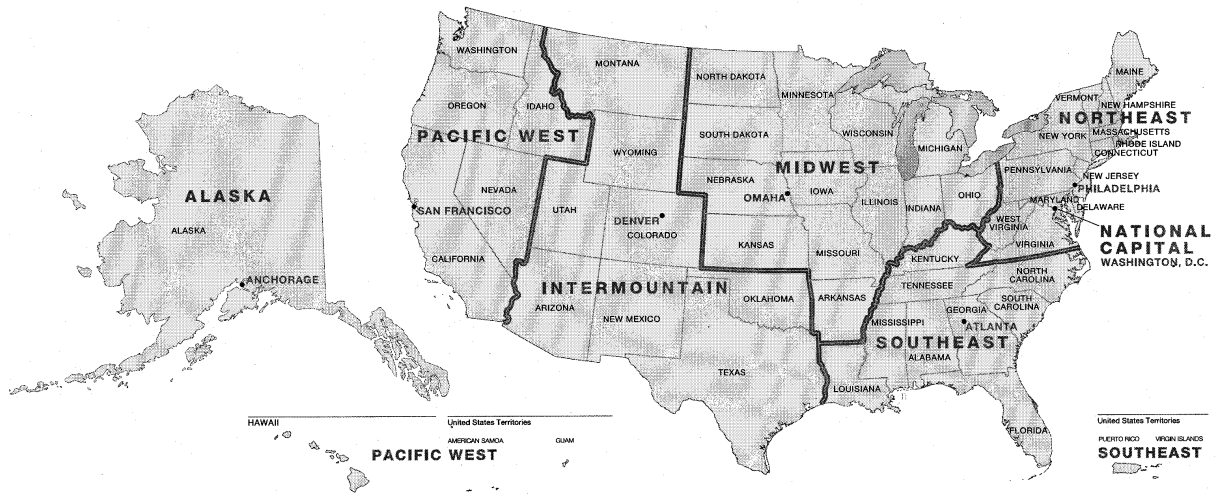 WASHINGTON
MONTANA
NORTH DAKOTA
MINNESOTA
MAINE
VERMONT
NEW HAMPSHIRE
NORTHEAST
OREGON
IDAHO
PACIFIC WEST
WYOMING
SOUTH DAKOTA
WISCONSIN
MICHIGAN
NEW YORK
MASSACHUSETTS
RHODE ISLAND
CONNECTICUT
MIDWEST
NEBRASKA
OMAHA
IOWA
ILLINOIS
INDIANA
OHIO
PENNSYLVANIA
NEW JERSEY
PHILADELPHIA
MARYLAND
DELAWARE
WEST
VIRGINIA
VIRGINIA
NATIONAL
CAPITAL
WASHINGTON, D.C.
ALASKA
ALASKA
ANCHORAGE
NEVADA
SAN FRANCISCO
CALIFORNIA
UTAH
DENVER
COLORADO
KANSAS
MISSOURI
KENTUCKY
INTERMOUNTAIN
ARIZONA
NEW MEXICO
OKLAHOMA
ARKANSAS
TENNESSEE
NORTH
CAROLINA
SOUTH
CAROLINA
GEORGIA
ATLANTA
MISSISSIPPI
SOUTHEAST
ALABAMA
TEXAS
LOUISIANA
FLORIDA
HAWAII
United States Territories
AMERICAN SAMOA
GUAM
PACIFIC WEST
United States Territories
PUERTO RICO
VIRGIN ISLANDS
SOUTHEAST